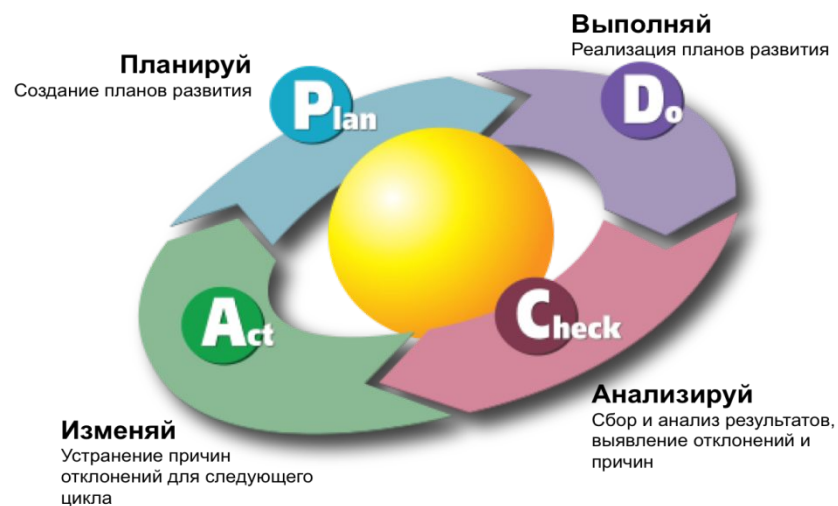 Планируй
Создание планов развития
Plan
Выполняй
Реализация планов развития
Do
Check
Анализируй
Сбор и анализ результатов,
выявление отклонений и
причин
Act
Изменяй
Устранение причин
отклонений для следующего
цикла